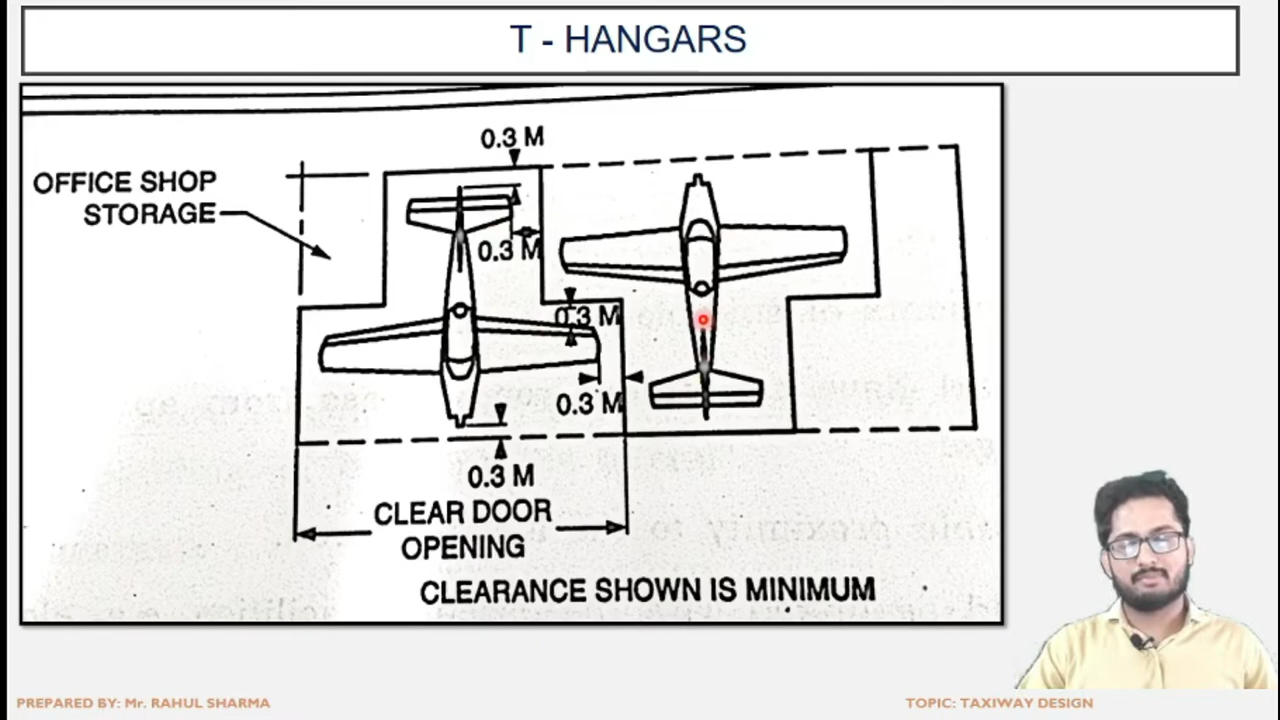 T - HANGARS
0.3 M
OFFICE SHOP
STORAGE
0.3 M
0.3 M
0.3 M
0.3 M
CLEAR DOOR
OPENING
CLEARANCE SHOWN IS MINIMUM
PREPARED BY: Mr. RAHUL SHARMA
TOPIC: TAXIWAY DESIGN